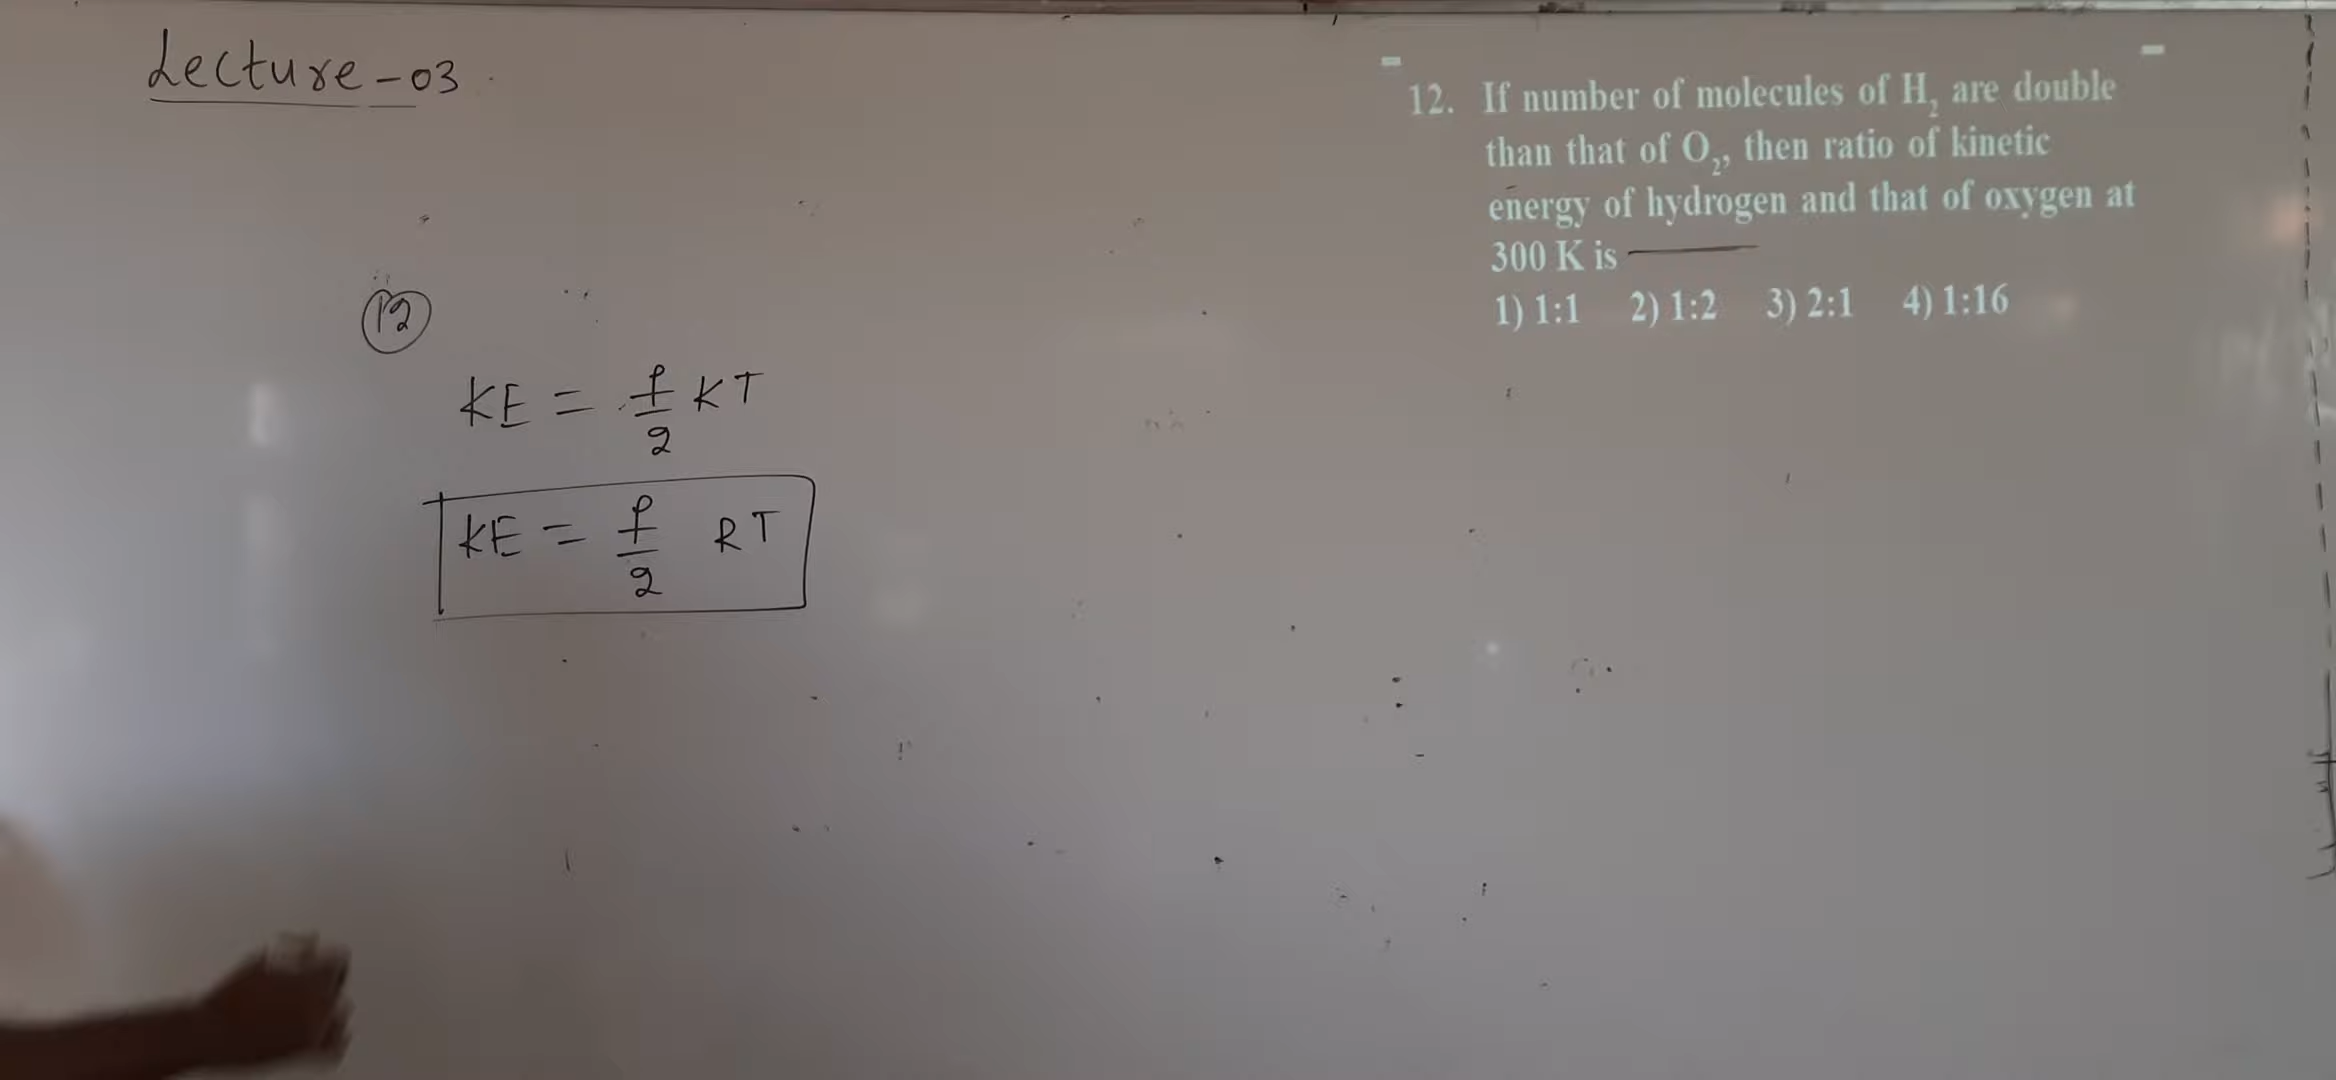 Lecture - 03
12. If number of molecules of H₂ are double
than that of O₂, then ratio of kinetic
energy of hydrogen and that of oxygen at
300 K is
1) 1:1 2) 1:2 3) 2:1 4) 1:16
12
KE = f/2 KT
KE = f/2 RT